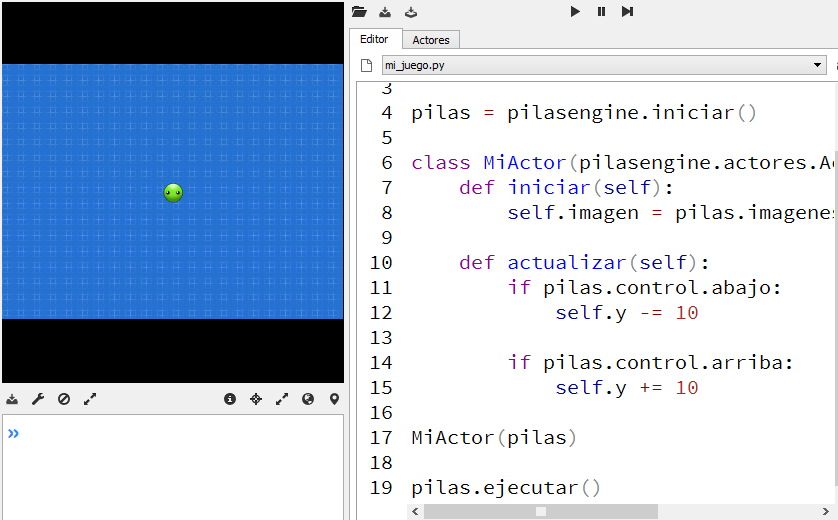 Editor
Actores
mi_juego.py
3
4 pilas = pilasengine.iniciar()
5
6 class MiActor(pilasengine.actores.Ac
7 def iniciar(self):
8 self.imagen = pilas.imagenes
9
10 def actualizar(self):
11 if pilas.control.abajo:
12 self.y -= 10
13
14 if pilas.control.arriba:
15 self.y += 10
16
17 MiActor(pilas)
18
19 pilas.ejecutar()
»